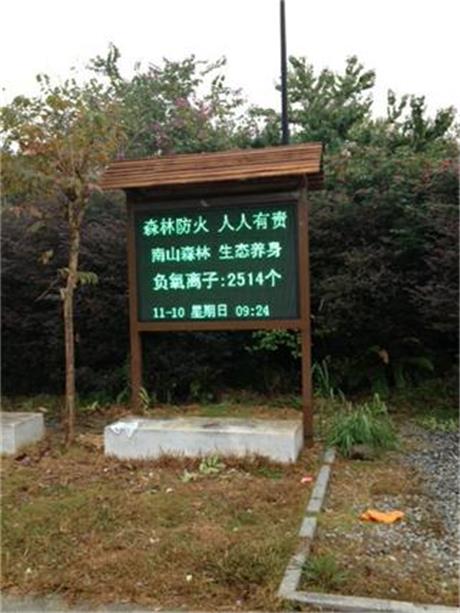 森林防火 人人有责
南山森林 生态养身
负氧离子:2514个
11-10 星期日 09:24